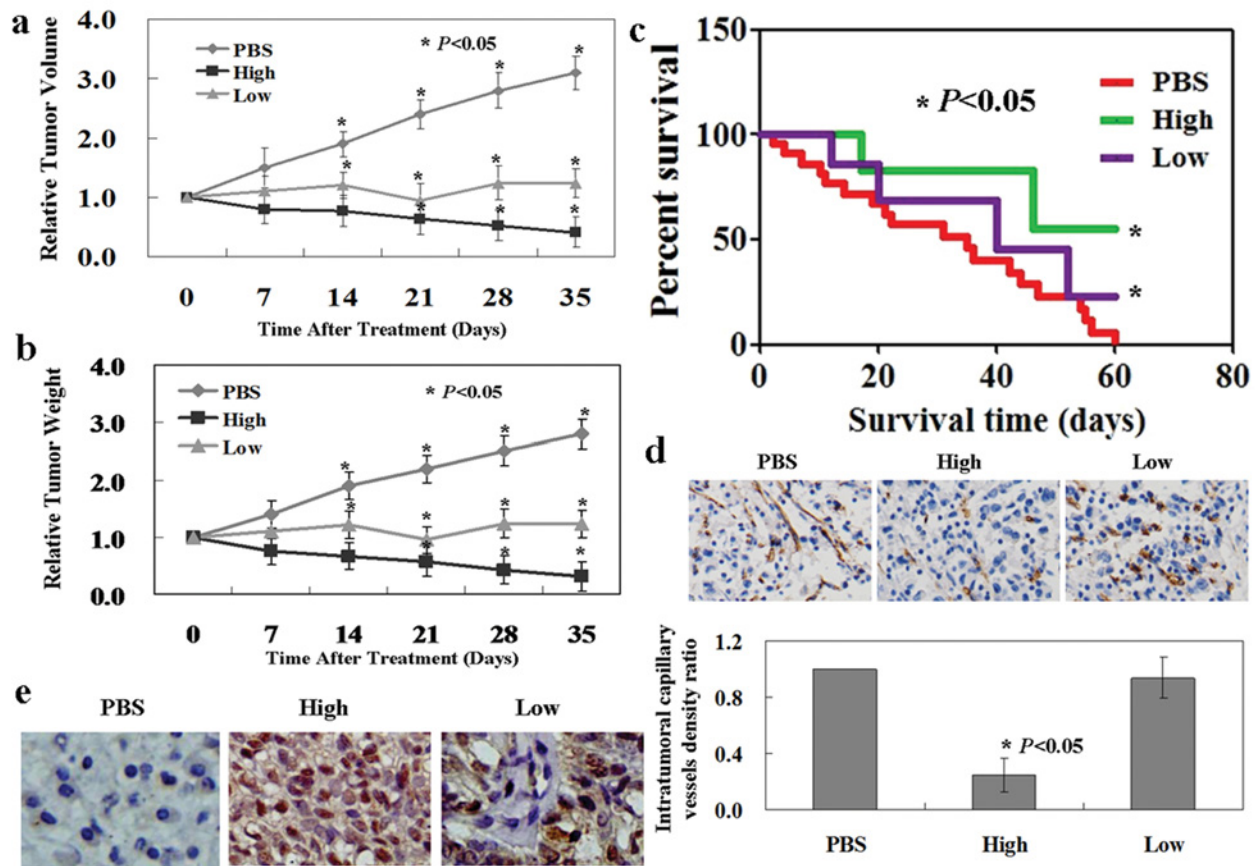 a
Relative Tumor Volume
4.0
3.0
2.0
1.0
0.0
PBS
High
Low
* P<0.05
* * * *
* * * *
* * *
0 7 14 21 28 35
Time After Treatment (Days)
b
Relative Tumor Weight
4.0
3.0
2.0
1.0
0.0
PBS
High
Low
* P<0.05
* * * *
* * * *
* * *
0 7 14 21 28 35
Time After Treatment (Days)
c
Percent survival
150
100
50
0
* P<0.05
PBS
High
Low
*
*
0 20 40 60 80
Survival time (days)
d
PBS High Low
Intratumoral capillary
vessels density ratio
1.2
0.8
0.4
0.0
* P<0.05
PBS High Low
e
PBS High Low